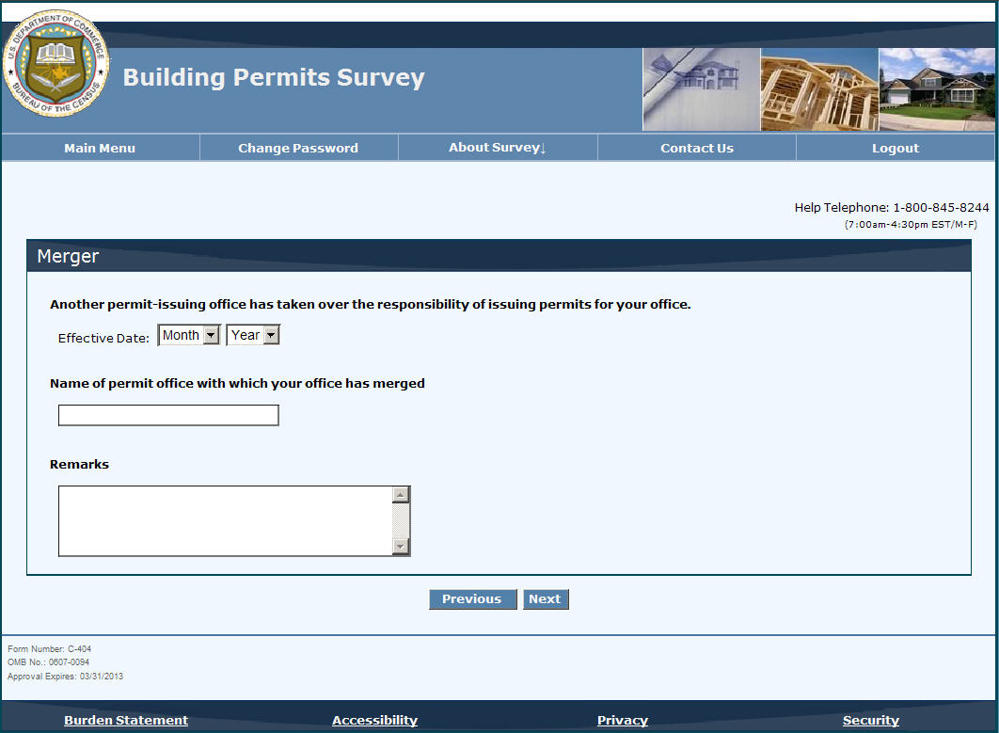 U.S. DEPARTMENT OF COMMERCE
BUREAU OF THE CENSUS
Building Permits Survey
Main Menu Change Password About Survey↓ Contact Us Logout
Help Telephone: 1-800-845-8244
(7:00am-4:30pm EST/M-F)
Merger
Another permit-issuing office has taken over the responsibility of issuing permits for your office.
Effective Date: Month Year
Name of permit office with which your office has merged
Remarks
Previous Next
Form Number: C-404
OMB No.: 0607-0094
Approval Expires: 03/31/2013
Burden Statement Accessibility Privacy Security